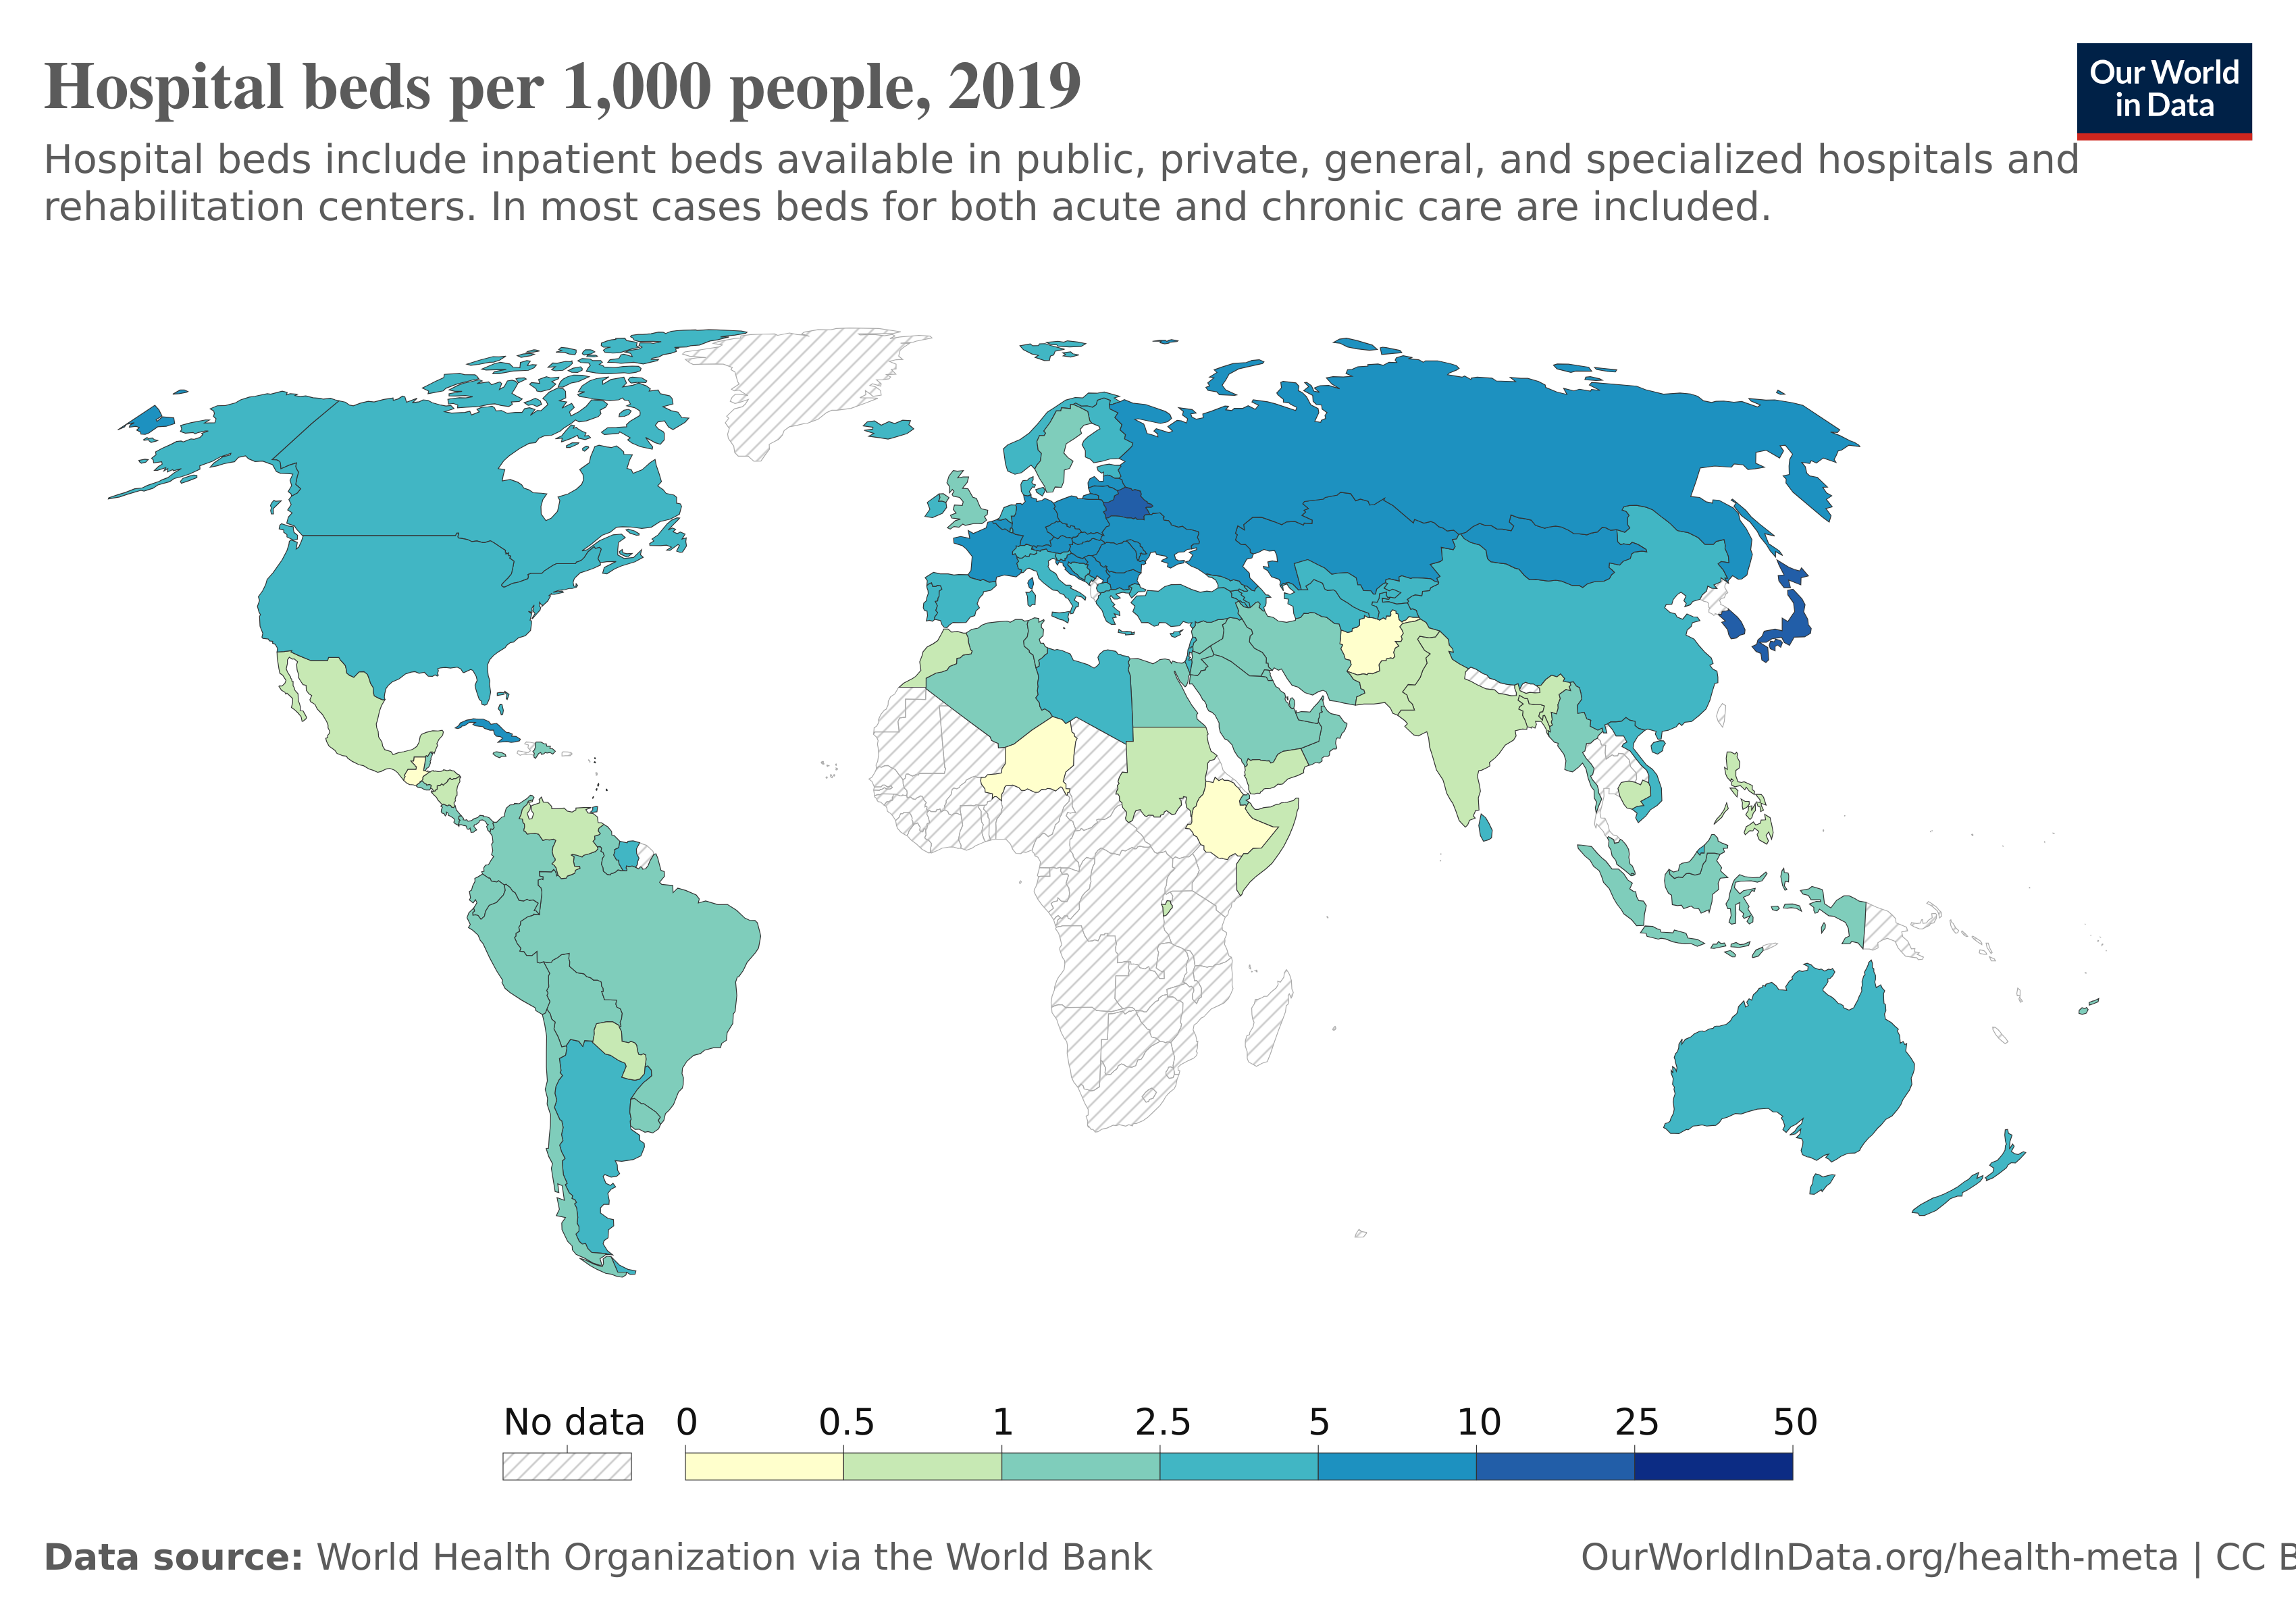 Hospital beds per 1,000 people, 2019
Our World
in Data
Hospital beds include inpatient beds available in public, private, general, and specialized hospitals and
rehabilitation centers. In most cases beds for both acute and chronic care are included.
No data 0 0.5 1 2.5 5 10 25 50
Data source: World Health Organization via the World Bank
OurWorldInData.org/health-meta | CC B